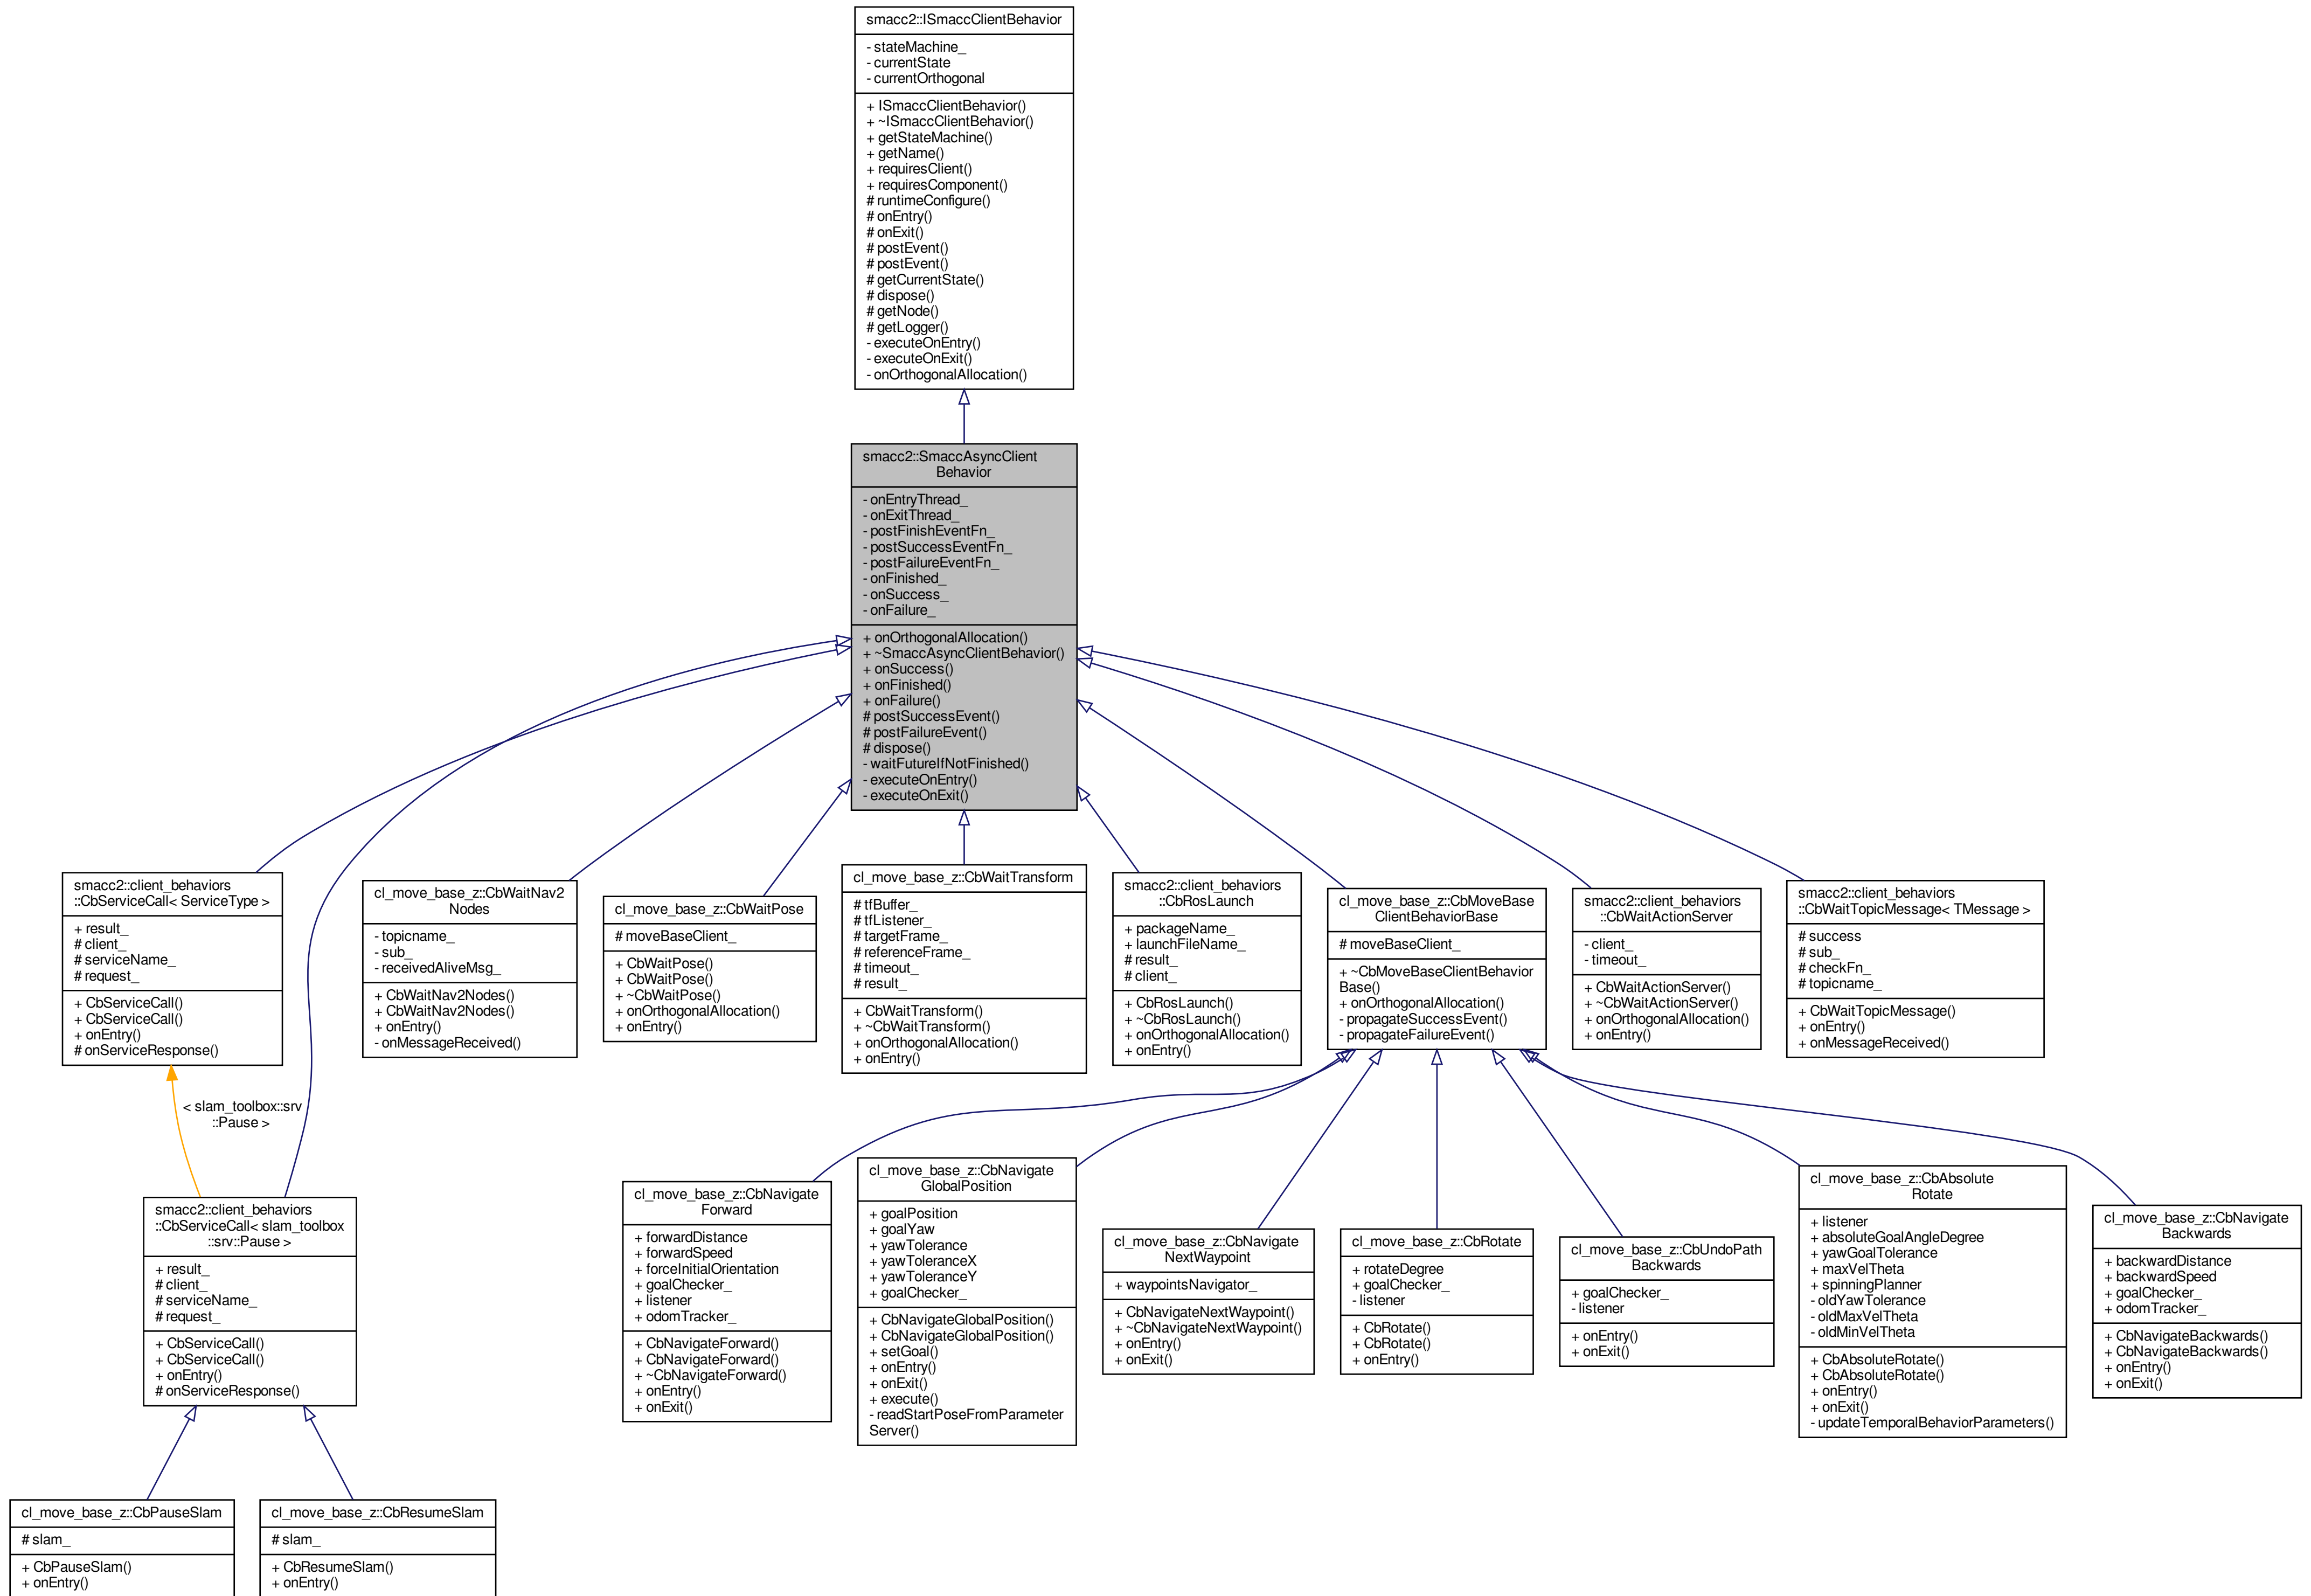 smacc2::ISmaccClientBehavior
- stateMachine_
- currentState
- currentOrthogonal
+ ISmaccClientBehavior()
+ ~ISmaccClientBehavior()
+ getStateMachine()
+ getName()
+ requiresClient()
+ requiresComponent()
# runtimeConfigure()
# onEntry()
# onExit()
# postEvent()
# postEvent()
# getCurrentState()
# dispose()
# getNode()
# getLogger()
- executeOnEntry()
- executeOnExit()
- onOrthogonalAllocation()
smacc2::SmaccAsyncClient
Behavior
- onEntryThread_
- onExitThread_
- postFinishEventFn_
- postSuccessEventFn_
- postFailureEventFn_
- onFinished_
- onSuccess_
- onFailure_
+ onOrthogonalAllocation()
+ ~SmaccAsyncClientBehavior()
+ onSuccess()
+ onFinished()
+ onFailure()
# postSuccessEvent()
# postFailureEvent()
# dispose()
- waitFutureIfNotFinished()
- executeOnEntry()
- executeOnExit()
smacc2::client_behaviors
::CbServiceCall< ServiceType >
+ result_
# client_
# serviceName_
# request_
+ CbServiceCall()
+ CbServiceCall()
+ onEntry()
# onServiceResponse()
cl_move_base_z::CbWaitNav2
Nodes
- topicname_
- sub_
- receivedAliveMsg_
+ CbWaitNav2Nodes()
+ CbWaitNav2Nodes()
+ onEntry()
- onMessageReceived()
cl_move_base_z::CbWaitPose
# moveBaseClient_
+ CbWaitPose()
+ CbWaitPose()
+ ~CbWaitPose()
+ onOrthogonalAllocation()
+ onEntry()
cl_move_base_z::CbWaitTransform
# tfBuffer_
# tfListener_
# targetFrame_
# referenceFrame_
# timeout_
# result_
+ CbWaitTransform()
+ ~CbWaitTransform()
+ onOrthogonalAllocation()
+ onEntry()
smacc2::client_behaviors
::CbRosLaunch
+ packageName_
+ launchFileName_
# result_
# client_
+ CbRosLaunch()
+ ~CbRosLaunch()
+ onOrthogonalAllocation()
+ onEntry()
cl_move_base_z::CbMoveBase
ClientBehaviorBase
# moveBaseClient_
+ ~CbMoveBaseClientBehavior
Base()
+ onOrthogonalAllocation()
- propagateSuccessEvent()
- propagateFailureEvent()
smacc2::client_behaviors
::CbWaitActionServer
- client_
- timeout_
+ CbWaitActionServer()
+ ~CbWaitActionServer()
+ onOrthogonalAllocation()
+ onEntry()
smacc2::client_behaviors
::CbWaitTopicMessage< TMessage >
# success
# sub_
# checkFn_
# topicname_
+ CbWaitTopicMessage()
+ onEntry()
+ onMessageReceived()
< slam_toolbox::srv
::Pause >
smacc2::client_behaviors
::CbServiceCall< slam_toolbox
::srv::Pause >
+ result_
# client_
# serviceName_
# request_
+ CbServiceCall()
+ CbServiceCall()
+ onEntry()
# onServiceResponse()
cl_move_base_z::CbNavigate
Forward
+ forwardDistance
+ forwardSpeed
+ forceInitialOrientation
+ goalChecker_
+ listener
+ odomTracker_
+ CbNavigateForward()
+ CbNavigateForward()
+ ~CbNavigateForward()
+ onEntry()
+ onExit()
cl_move_base_z::CbNavigate
GlobalPosition
+ goalPosition
+ goalYaw
+ yawTolerance
+ yawToleranceX
+ yawToleranceY
+ goalChecker_
+ CbNavigateGlobalPosition()
+ CbNavigateGlobalPosition()
+ setGoal()
+ onEntry()
+ onExit()
+ execute()
- readStartPoseFromParameter
Server()
cl_move_base_z::CbNavigate
NextWaypoint
+ waypointsNavigator_
+ CbNavigateNextWaypoint()
+ ~CbNavigateNextWaypoint()
+ onEntry()
+ onExit()
cl_move_base_z::CbRotate
+ rotateDegree
+ goalChecker_
- listener
+ CbRotate()
+ CbRotate()
+ onEntry()
cl_move_base_z::CbUndoPath
Backwards
+ goalChecker_
- listener
+ onEntry()
+ onExit()
cl_move_base_z::CbAbsolute
Rotate
+ listener
+ absoluteGoalAngleDegree
+ yawGoalTolerance
+ maxVelTheta
+ spinningPlanner
- oldYawTolerance
- oldMaxVelTheta
- oldMinVelTheta
+ CbAbsoluteRotate()
+ CbAbsoluteRotate()
+ onEntry()
+ onExit()
- updateTemporalBehaviorParameters()
cl_move_base_z::CbNavigate
Backwards
+ backwardDistance
+ backwardSpeed
+ goalChecker_
+ odomTracker_
+ CbNavigateBackwards()
+ CbNavigateBackwards()
+ onEntry()
+ onExit()
cl_move_base_z::CbPauseSlam
# slam_
+ CbPauseSlam()
+ onEntry()
cl_move_base_z::CbResumeSlam
# slam_
+ CbResumeSlam()
+ onEntry()